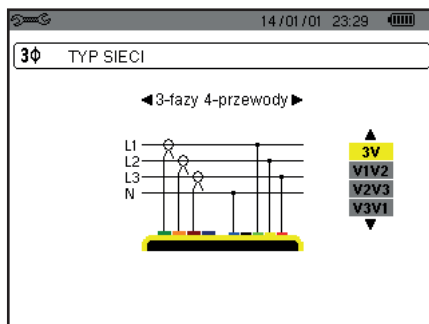 14/01/01 23:29
3Φ TYP SIECI
◄3-fazy 4-przewody►
L1
L2
L3
N
3V
V1V2
V2V3
V3V1